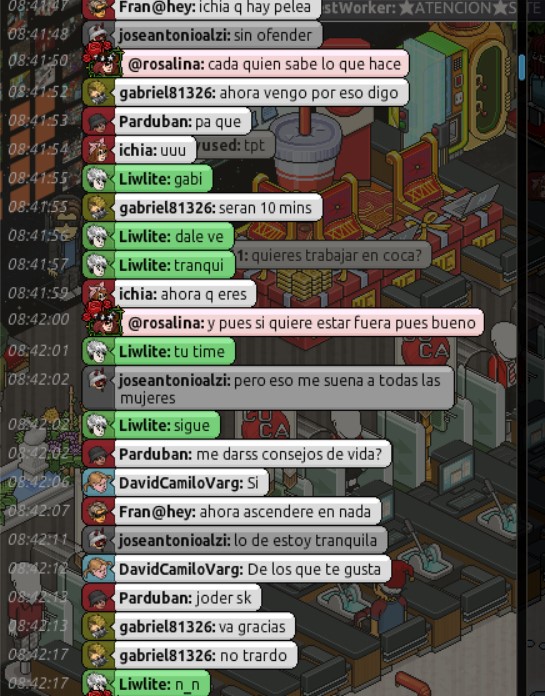 08:41:47 Fran@hey: ichia q hay pelea
estWorker: ★ATENCION★S TE
08:41:48 joseantonioalzi: sin ofender
08:41:50 @rosalina: cada quien sabe lo que hace
08:41:52 gabriel81326: ahora vengo por eso digo
08:41:53 Parduban: pa que
08:41:54 ichia: uuu
yused: tpt
08:41:55 Liwlite: gabi
08:41:55 gabriel81326: seran 10 mins
08:41:56 Liwlite: dale ve
1: quieres trabajar en coca?
08:41:57 Liwlite: tranqui
08:41:59 ichia: ahora q eres
08:42:00 @rosalina: y pues si quiere estar fuera pues bueno
08:42:01 Liwlite: tu time
CA
08:42:02 joseantonioalzi: pero eso me suena a todas las
mujeres
08:42:02 Liwlite: sigue
08:42:02 Parduban: me darss consejos de vida?
08:42:06 DavidCamiloVarg: Si
08:42:07 Fran@hey: ahora ascendere en nada
08:42:11 joseantonioalzi: lo de estoy tranquila
08:42:12 DavidCamiloVarg: De los que te gusta
08:42:13 Parduban: joder sk
08:42:13 gabriel81326: va gracias
08:42:17 gabriel81326: no trardo
08:42:17 Liwlite: n_n